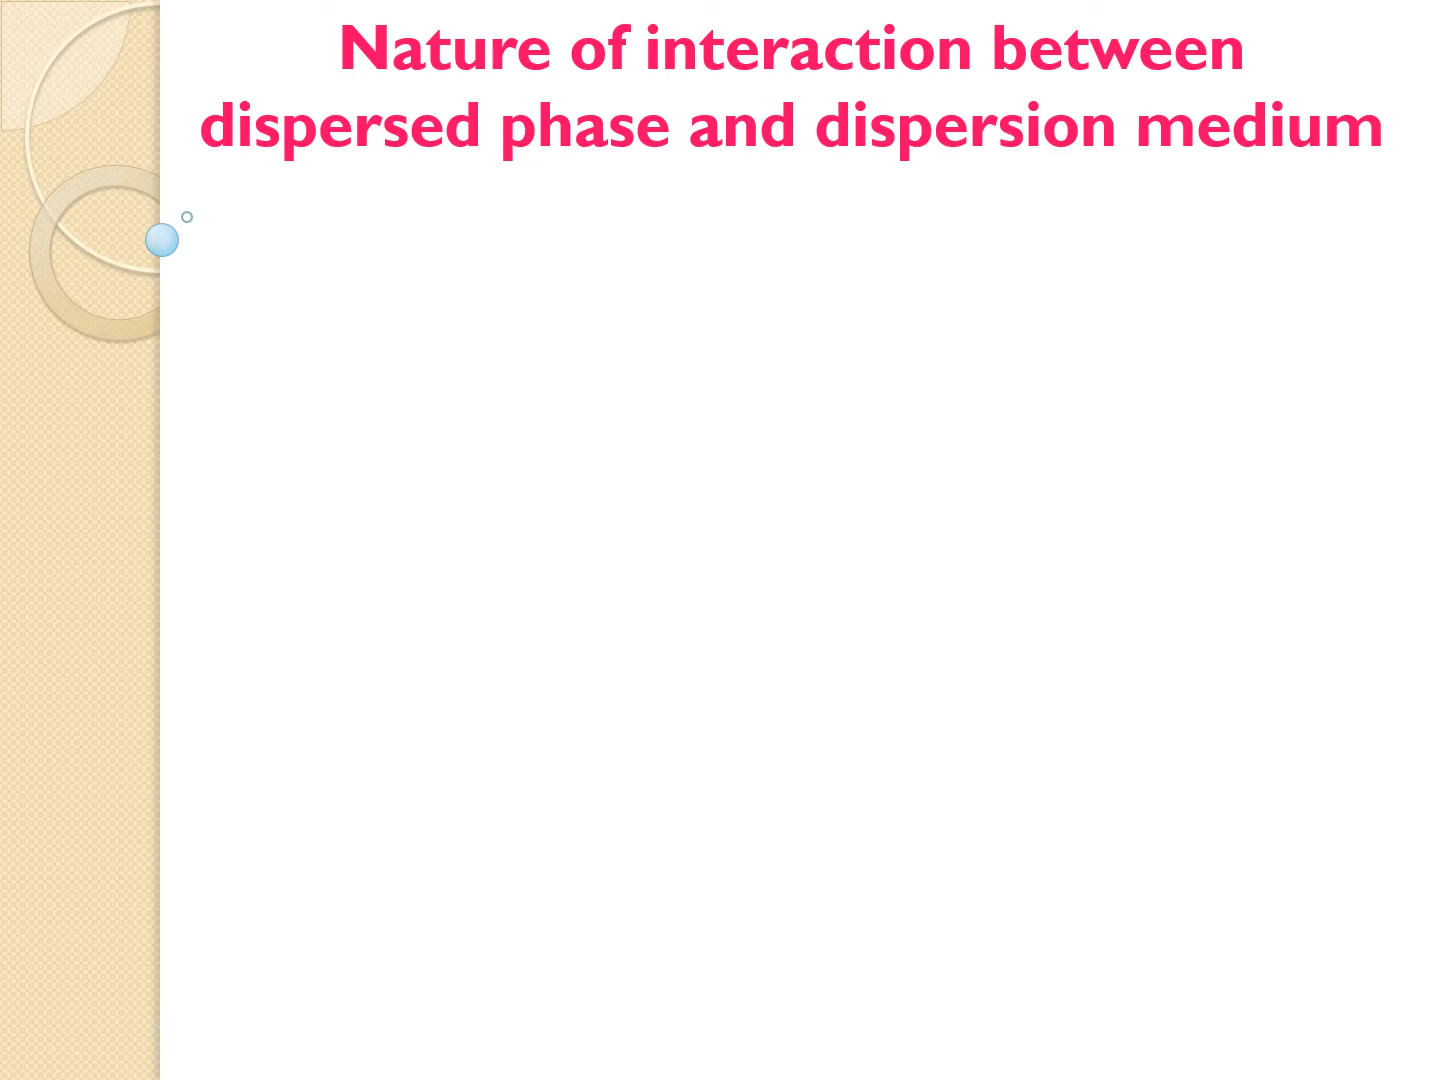 Nature of interaction between
dispersed phase and dispersion medium